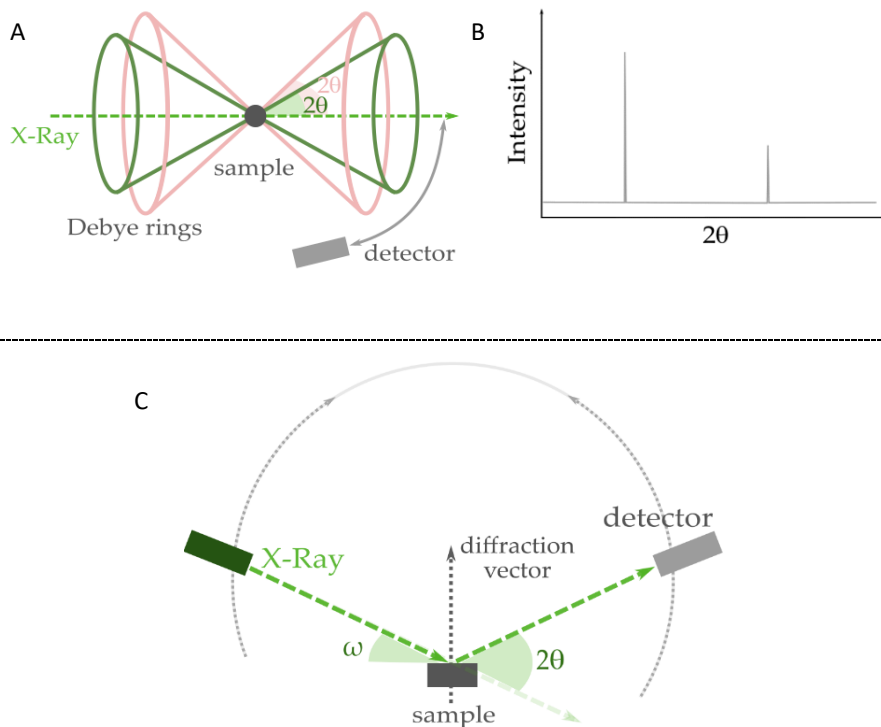 A
2θ
2θ
X-Ray
sample
Debye rings
detector
B
Intensity
2θ
C
X-Ray
detector
diffraction
vector
ω
2θ
sample